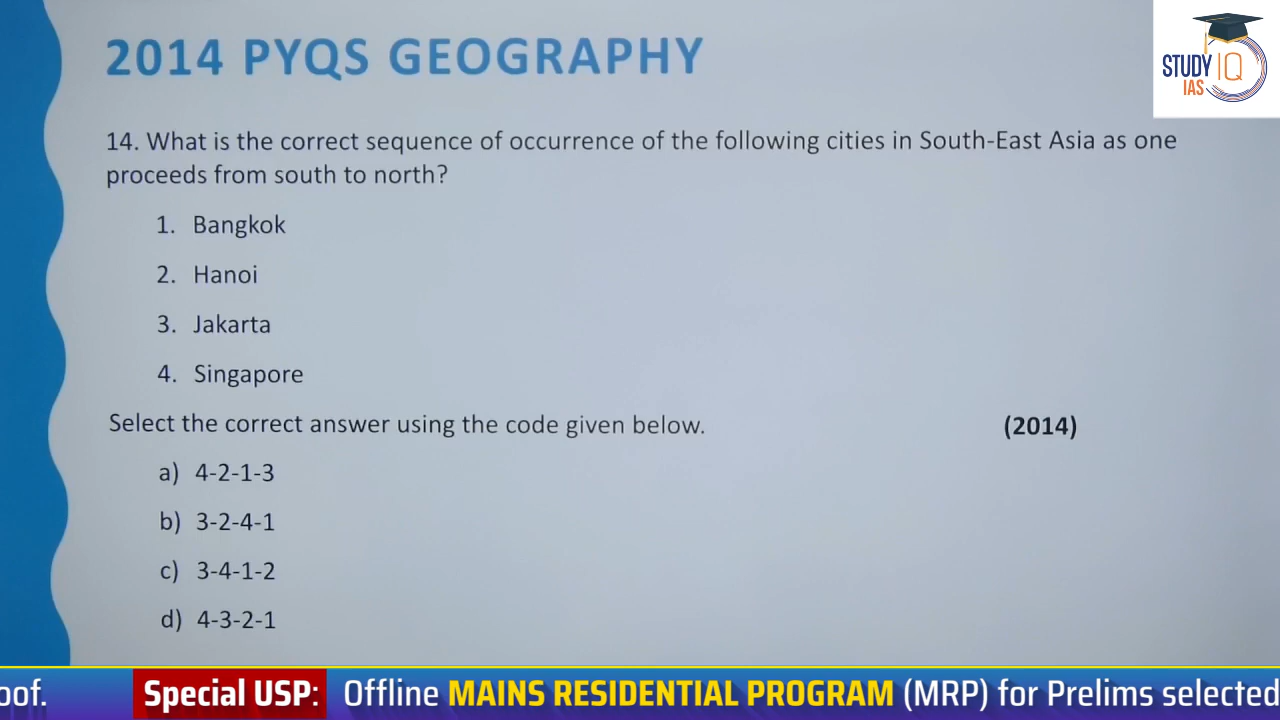 2014 PYQS GEOGRAPHY
STUDY IQ
IAS
14. What is the correct sequence of occurrence of the following cities in South-East Asia as one
proceeds from south to north?
1. Bangkok
2. Hanoi
3. Jakarta
4. Singapore
Select the correct answer using the code given below. (2014)
a) 4-2-1-3
b) 3-2-4-1
c) 3-4-1-2
d) 4-3-2-1
oof. Special USP: Offline MAINS RESIDENTIAL PROGRAM (MRP) for Prelims selected